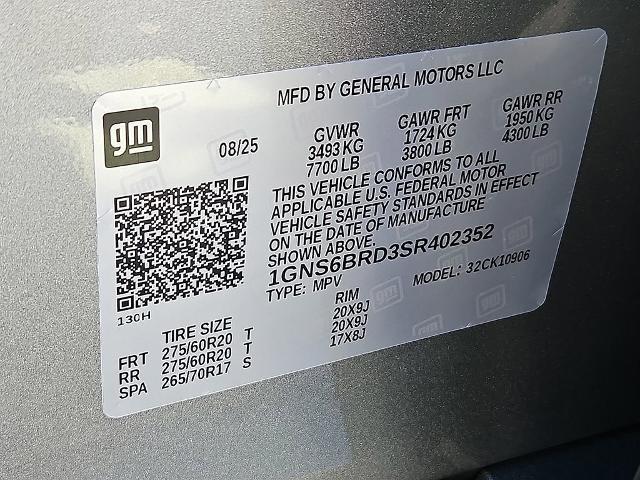 MFD BY GENERAL MOTORS LLC
gm
08/25
GVWR
3493 KG
7700 LB
GAWR FRT
1724 KG
3800 LB
GAWR RR
1950 KG
4300 LB
THIS VEHICLE CONFORMS TO ALL
APPLICABLE U.S. FEDERAL MOTOR
VEHICLE SAFETY STANDARDS IN EFFECT
ON THE DATE OF MANUFACTURE
SHOWN ABOVE.
1GNS6BRD3SR402352
TYPE: MPV MODEL: 32CK10906
130H
TIRE SIZE RIM
FRT 275/60R20 T 20X9J
RR 275/60R20 T 20X9J
SPA 265/70R17 S 17X8J